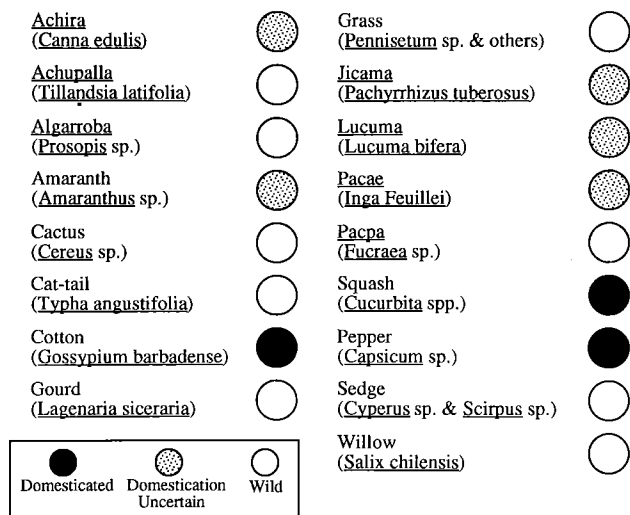 Achira
(Canna edulis)
Achupalla
(Tillandsia latifolia)
Algarroba
(Prosopis sp.)
Amaranth
(Amaranthus sp.)
Cactus
(Cereus sp.)
Cat-tail
(Typha angustifolia)
Cotton
(Gossypium barbadense)
Gourd
(Lagenaria siceraria)
Grass
(Pennisetum sp. & others)
Jicama
(Pachyrrhizus tuberosus)
Lucuma
(Lucuma bifera)
Pacae
(Inga Feuillei)
Pacpa
(Fucraea sp.)
Squash
(Cucurbita spp.)
Pepper
(Capsicum sp.)
Sedge
(Cyperus sp. & Scirpus sp.)
Willow
(Salix chilensis)
Domesticated
Domestication
Uncertain
Wild